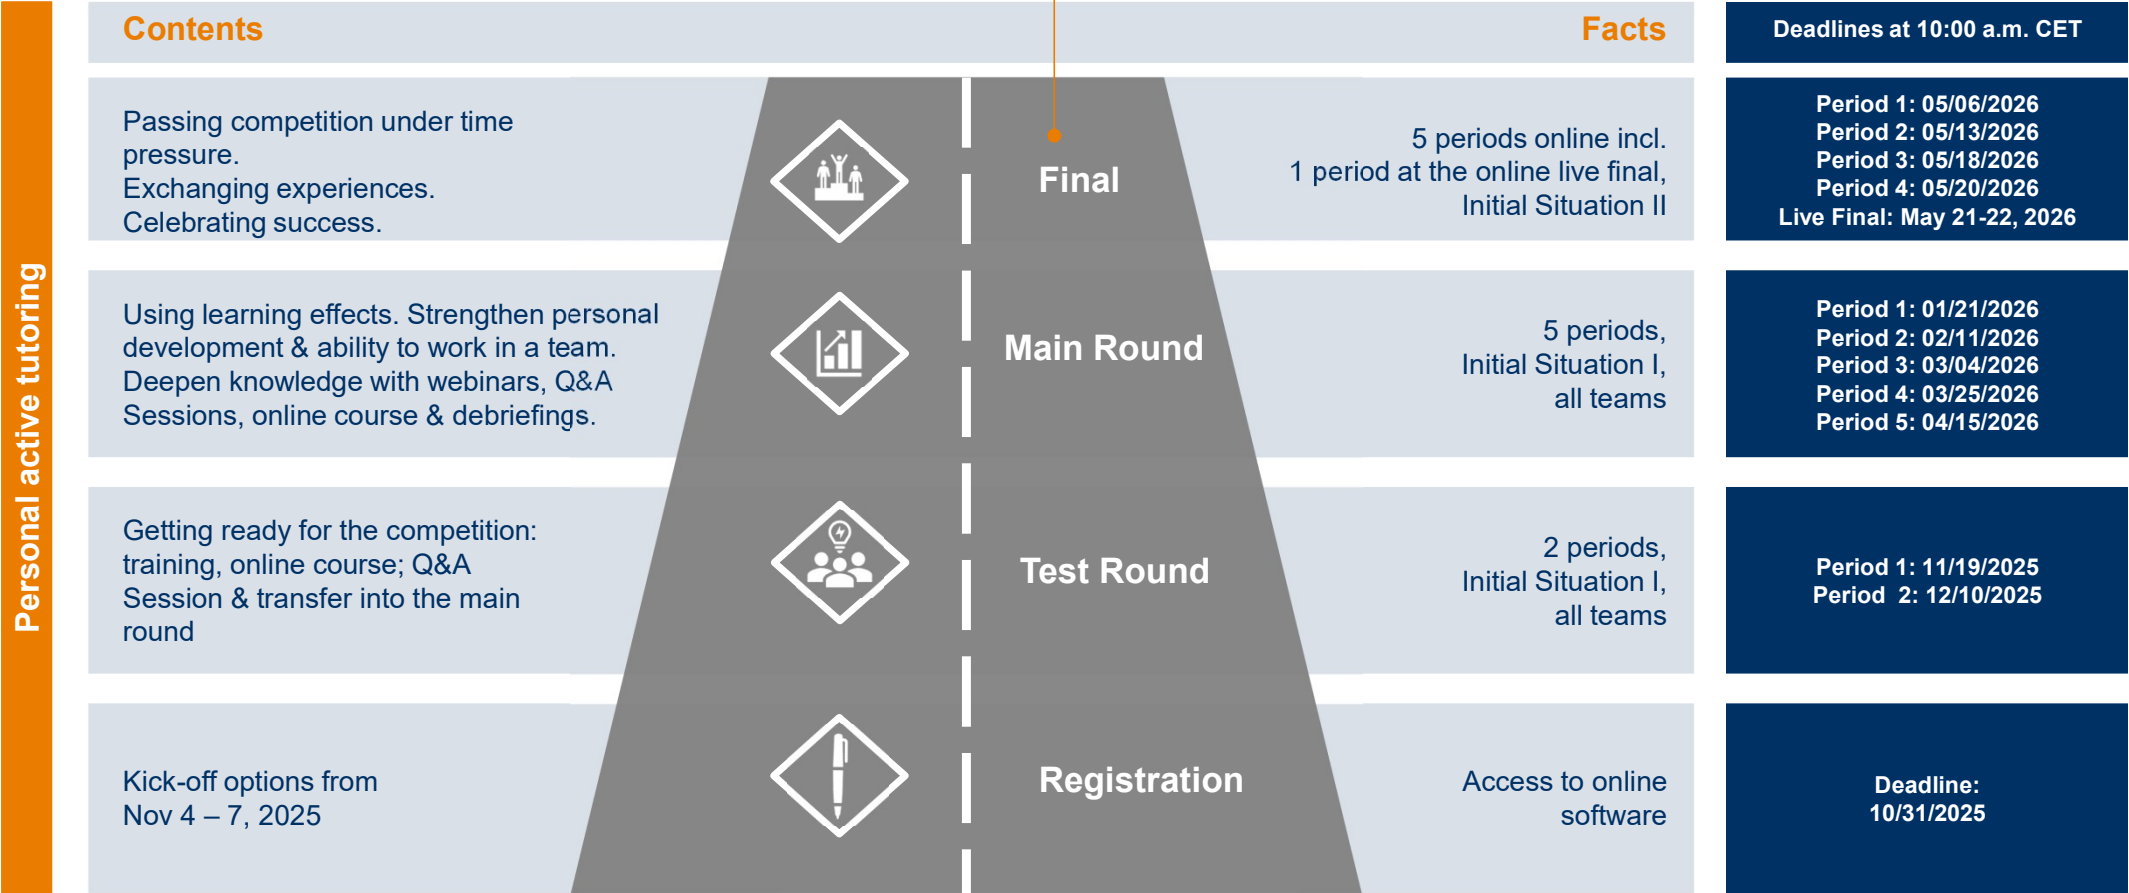 Contents
Facts
Deadlines at 10:00 a.m. CET
Personal active tutoring
Passing competition under time
pressure.
Exchanging experiences.
Celebrating success.
Final
5 periods online incl.
1 period at the online live final,
Initial Situation II
Period 1: 05/06/2026
Period 2: 05/13/2026
Period 3: 05/18/2026
Period 4: 05/20/2026
Live Final: May 21-22, 2026
Using learning effects. Strengthen personal
development & ability to work in a team.
Deepen knowledge with webinars, Q&A
Sessions, online course & debriefings.
Main Round
5 periods,
Initial Situation I,
all teams
Period 1: 01/21/2026
Period 2: 02/11/2026
Period 3: 03/04/2026
Period 4: 03/25/2026
Period 5: 04/15/2026
Getting ready for the competition:
training, online course; Q&A
Session & transfer into the main
round
Test Round
2 periods,
Initial Situation I,
all teams
Period 1: 11/19/2025
Period  2: 12/10/2025
Kick-off options from
Nov 4 – 7, 2025
Registration
Access to online
software
Deadline:
10/31/2025